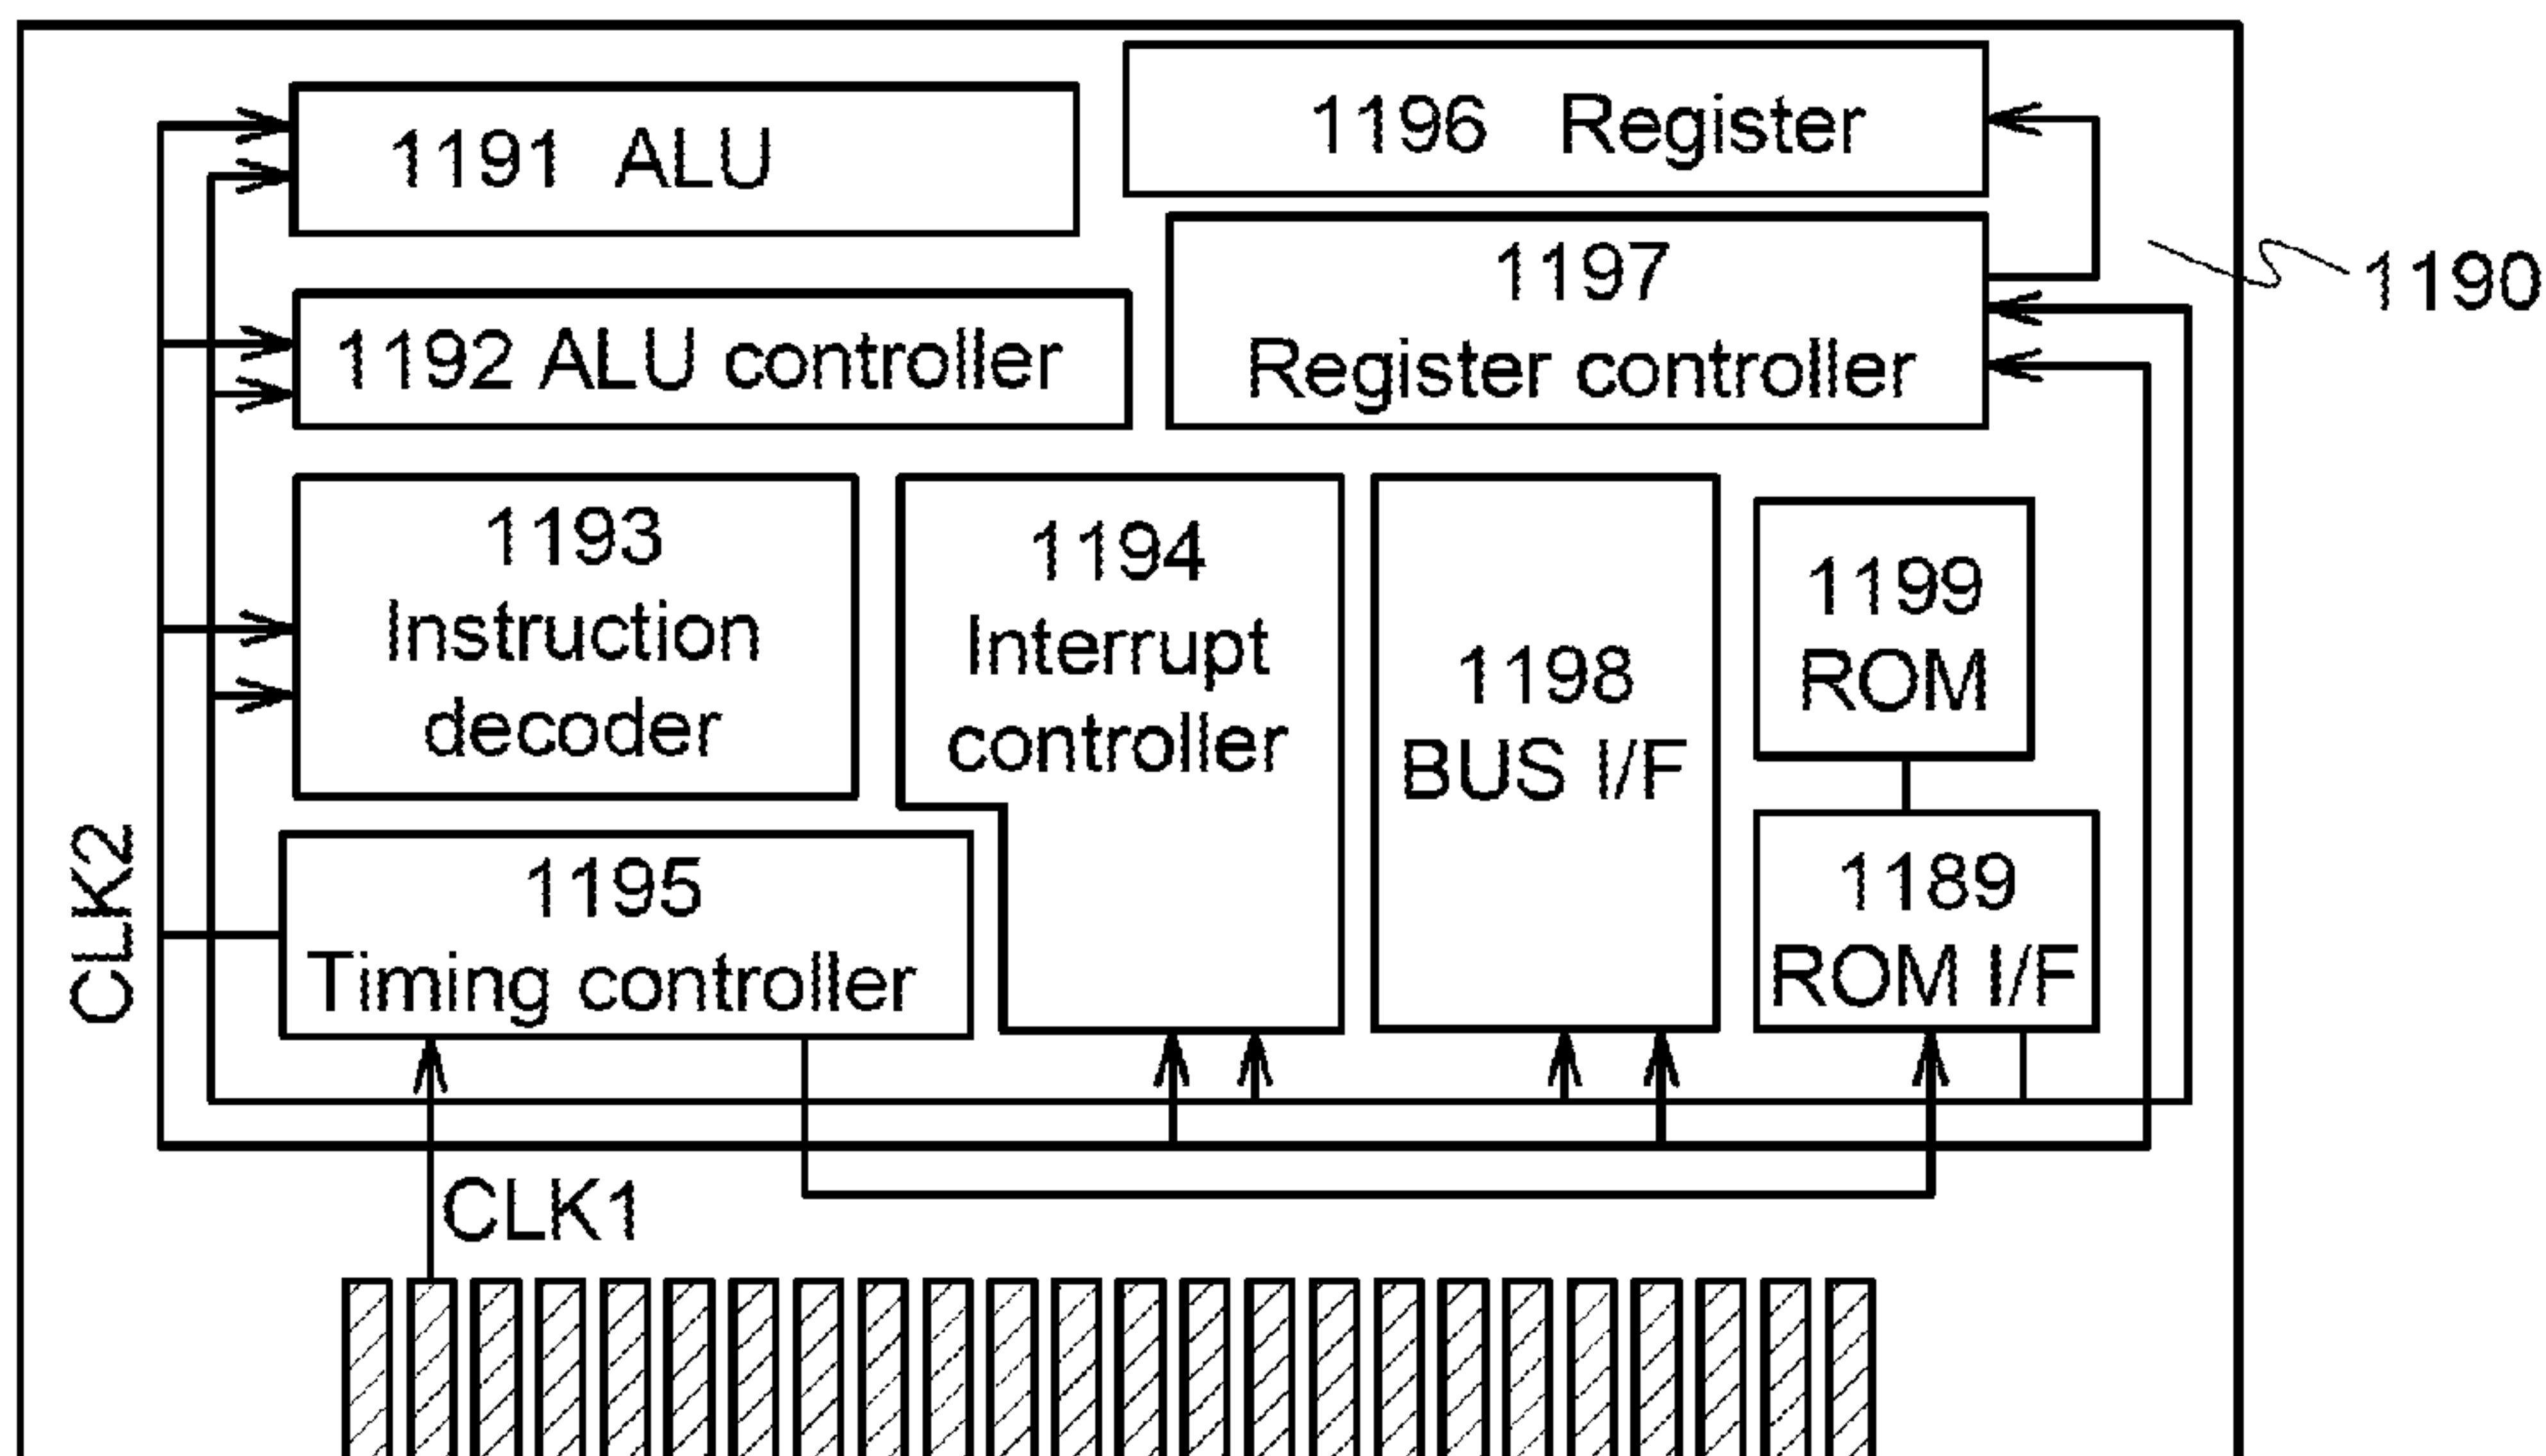 1191 ALU
1196 Register
1197
Register controller
1190
1192 ALU controller
1193
Instruction
decoder
1194
Interrupt
controller
1198
BUS I/F
1199
ROM
1195
Timing controller
1189
ROM I/F
CLK2
CLK1